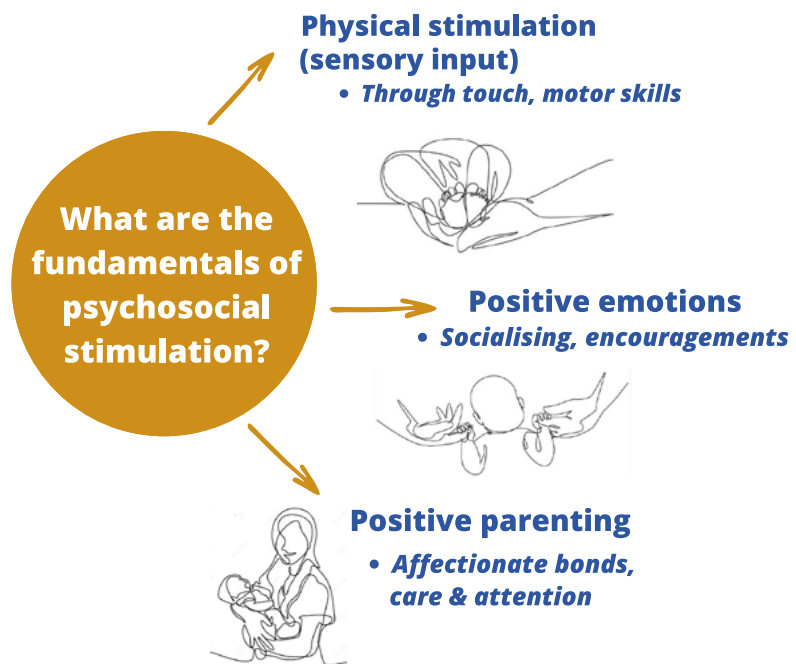 Physical stimulation
(sensory input)
• Through touch, motor skills
What are the
fundamentals of
psychosocial
stimulation?
Positive emotions
• Socialising, encouragements
Positive parenting
• Affectionate bonds,
care & attention